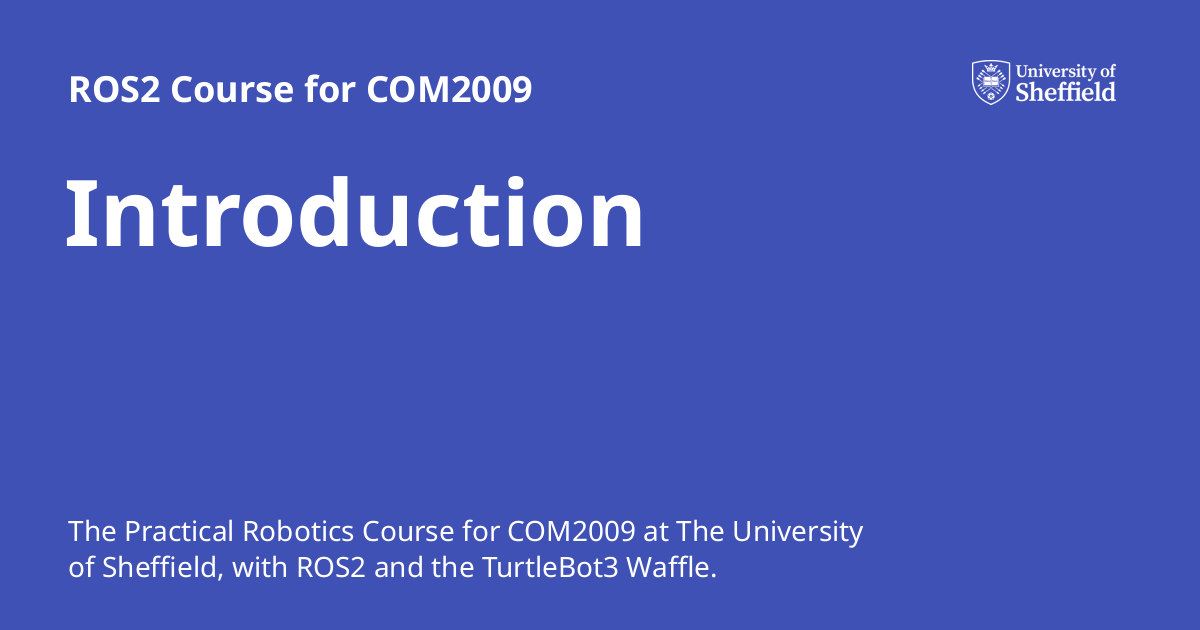 ROS2 Course for COM2009
University of
Sheffield
Introduction
The Practical Robotics Course for COM2009 at The University
of Sheffield, with ROS2 and the TurtleBot3 Waffle.